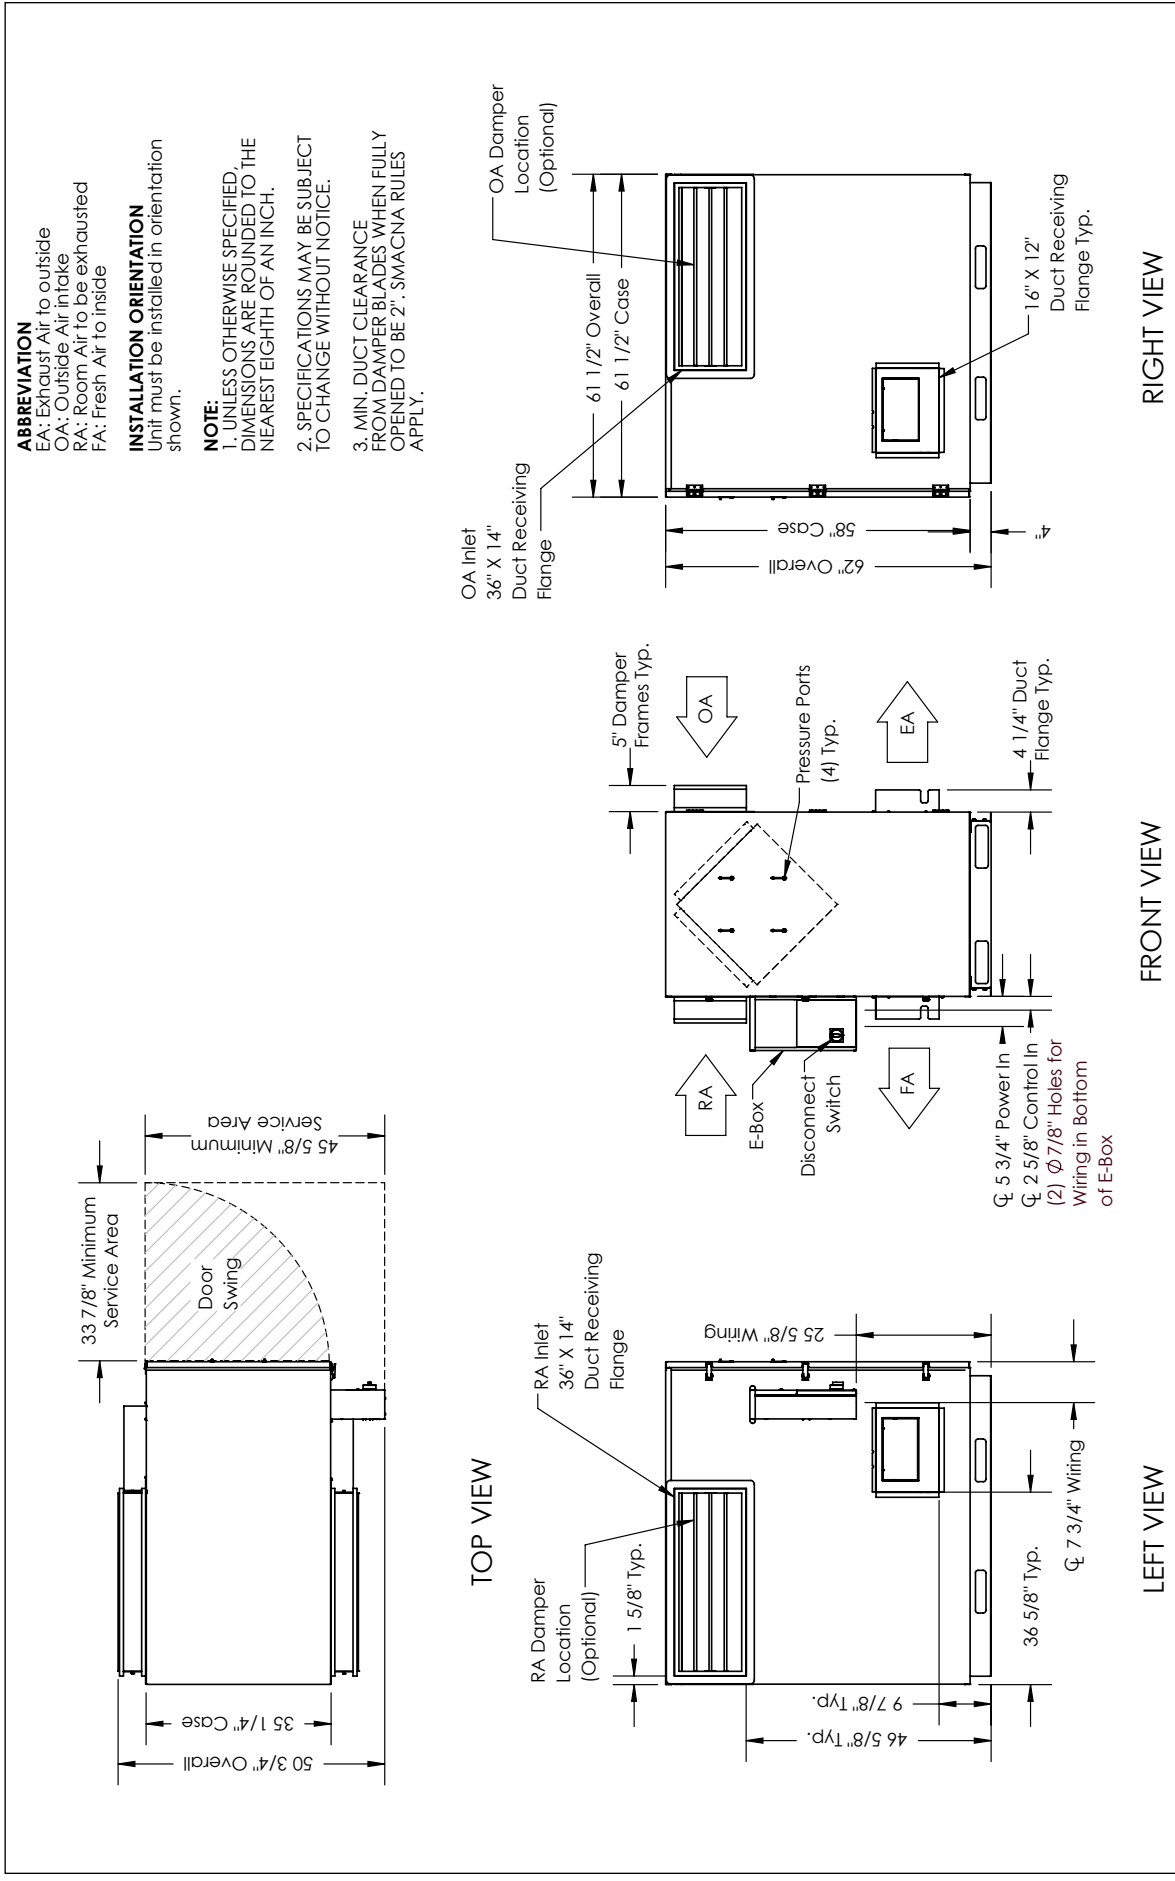 ABBREVIATION
EA: Exhaust Air to outside
OA: Outside Air intake
RA: Room Air to be exhausted
FA: Fresh Air to inside
INSTALLATION ORIENTATION
Unit must be installed in orientation
shown.
NOTE:
1. UNLESS OTHERWISE SPECIFIED,
DIMENSIONS ARE ROUNDED TO THE
NEAREST EIGHTH OF AN INCH.
2. SPECIFICATIONS MAY BE SUBJECT
TO CHANGE WITHOUT NOTICE.
3. MIN. DUCT CLEARANCE
FROM DAMPER BLADES WHEN FULLY
OPENED TO BE 2". SMACNA RULES
APPLY.
33 7/8" Minimum
Service Area
45 5/8" Minimum
Service Area
Door
Swing
35 1/4" Case
50 3/4" Overall
TOP VIEW
RA Inlet
36" X 14"
Duct Receiving
Flange
RA Damper
Location
(Optional)
1 5/8" Typ.
25 5/8" Wiring
46 5/8" Typ.
9 7/8" Typ.
36 5/8" Typ.
℄ 7 3/4" Wiring
LEFT VIEW
5" Damper
Frames Typ.
RA
OA
E-Box
Disconnect
Switch
Pressure Ports
(4) Typ.
FA
EA
℄ 5 3/4" Power In
℄ 2 5/8" Control In
(2) Ø 7/8" Holes for
Wiring in Bottom
of E-Box
4 1/4" Duct
Flange Typ.
FRONT VIEW
OA Inlet
36" X 14"
Duct Receiving
Flange
OA Damper
Location
(Optional)
61 1/2" Overall
61 1/2" Case
58" Case
62" Overall
4"
16" X 12"
Duct Receiving
Flange Typ.
RIGHT VIEW